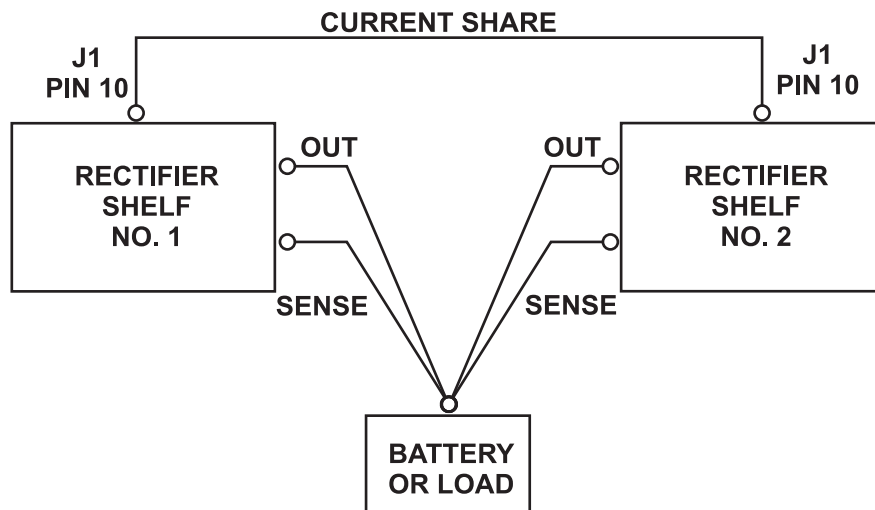 CURRENT SHARE
J1
PIN 10
J1
PIN 10
RECTIFIER
SHELF
NO. 1
OUT
SENSE
OUT
SENSE
RECTIFIER
SHELF
NO. 2
BATTERY
OR LOAD